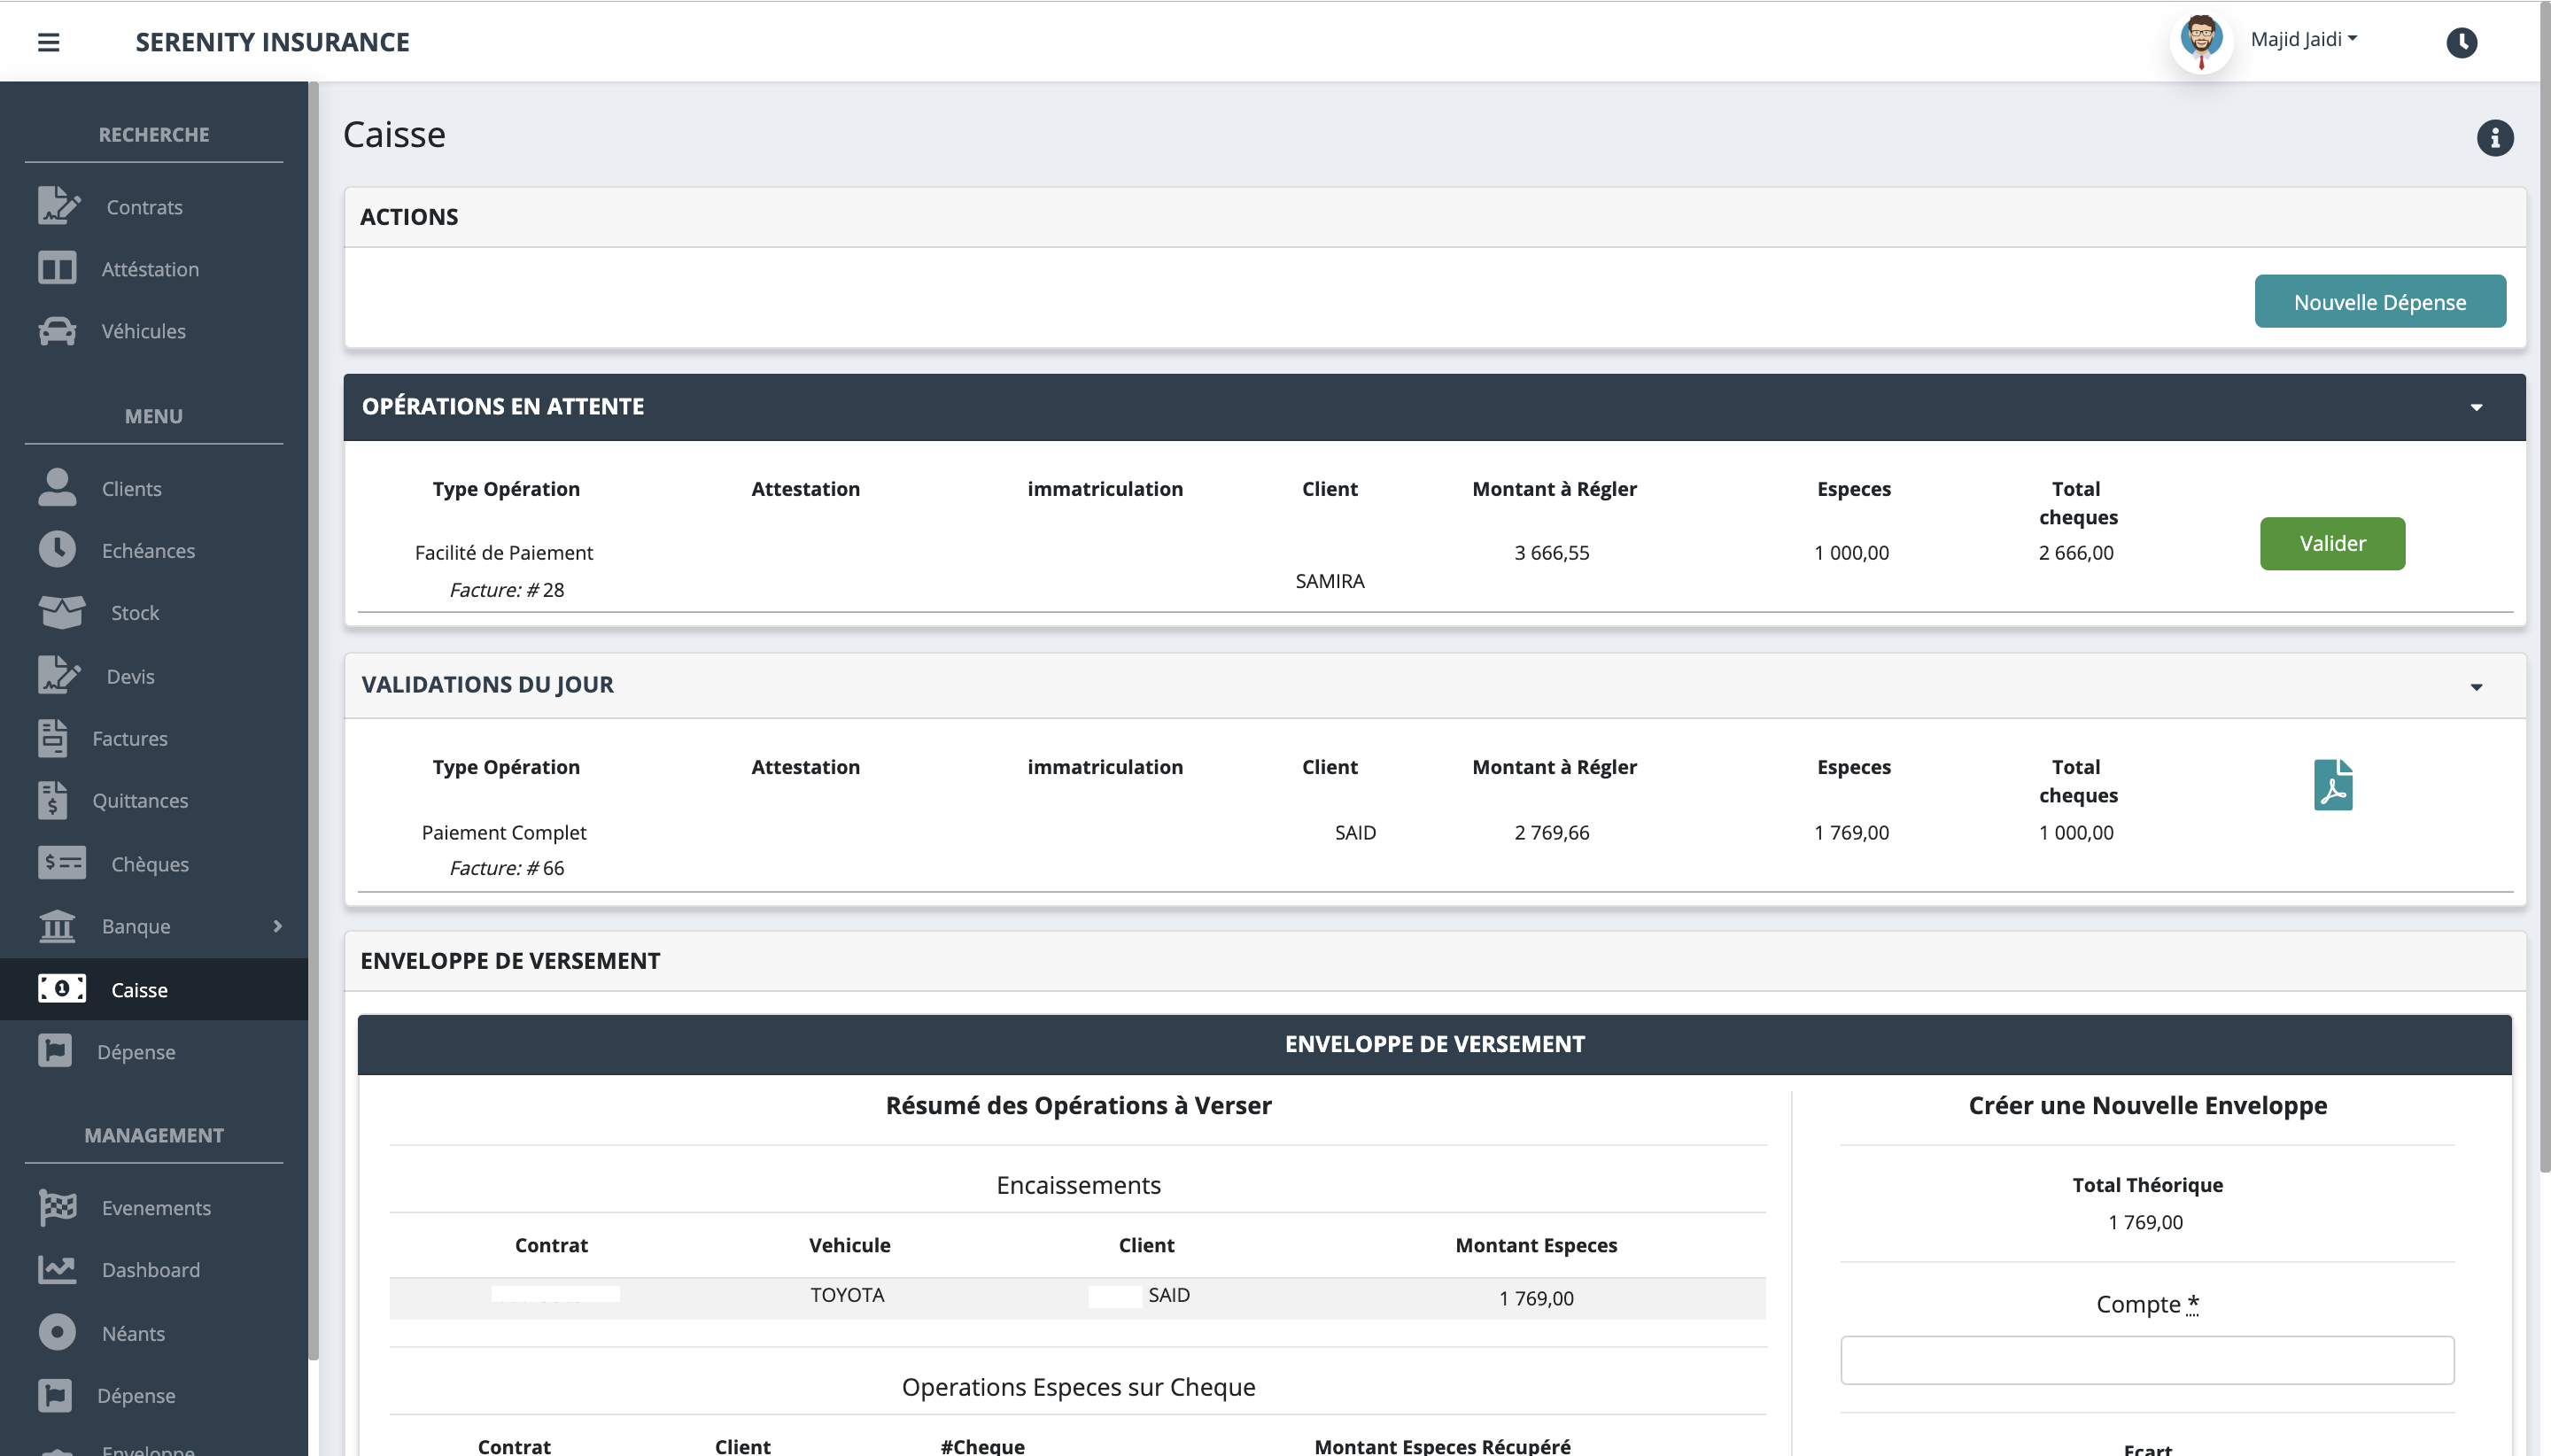 SERENITY INSURANCE
Majid Jaidi
RECHERCHE
Contrats
Attéstation
Véhicules
MENU
Clients
Echéances
Stock
Devis
Factures
Quittances
Chèques
Banque
Caisse
Dépense
MANAGEMENT
Evenements
Dashboard
Néants
Dépense
Enveloppe
Caisse
ACTIONS
Nouvelle Dépense
OPÉRATIONS EN ATTENTE
Type Opération Attestation immatriculation Client Montant à Régler Especes Total cheques
Facilité de Paiement 3 666,55 1 000,00 2 666,00 Valider
Facture: # 28 SAMIRA
VALIDATIONS DU JOUR
Type Opération Attestation immatriculation Client Montant à Régler Especes Total cheques
Paiement Complet SAID 2 769,66 1 769,00 1 000,00
Facture: # 66
ENVELOPPE DE VERSEMENT
ENVELOPPE DE VERSEMENT
Résumé des Opérations à Verser
Encaissements
Contrat Vehicule Client Montant Especes
TOYOTA SAID 1 769,00
Operations Especes sur Cheque
Contrat Client #Cheque Montant Especes Récupéré
Créer une Nouvelle Enveloppe
Total Théorique
1 769,00
Compte *
Ecart